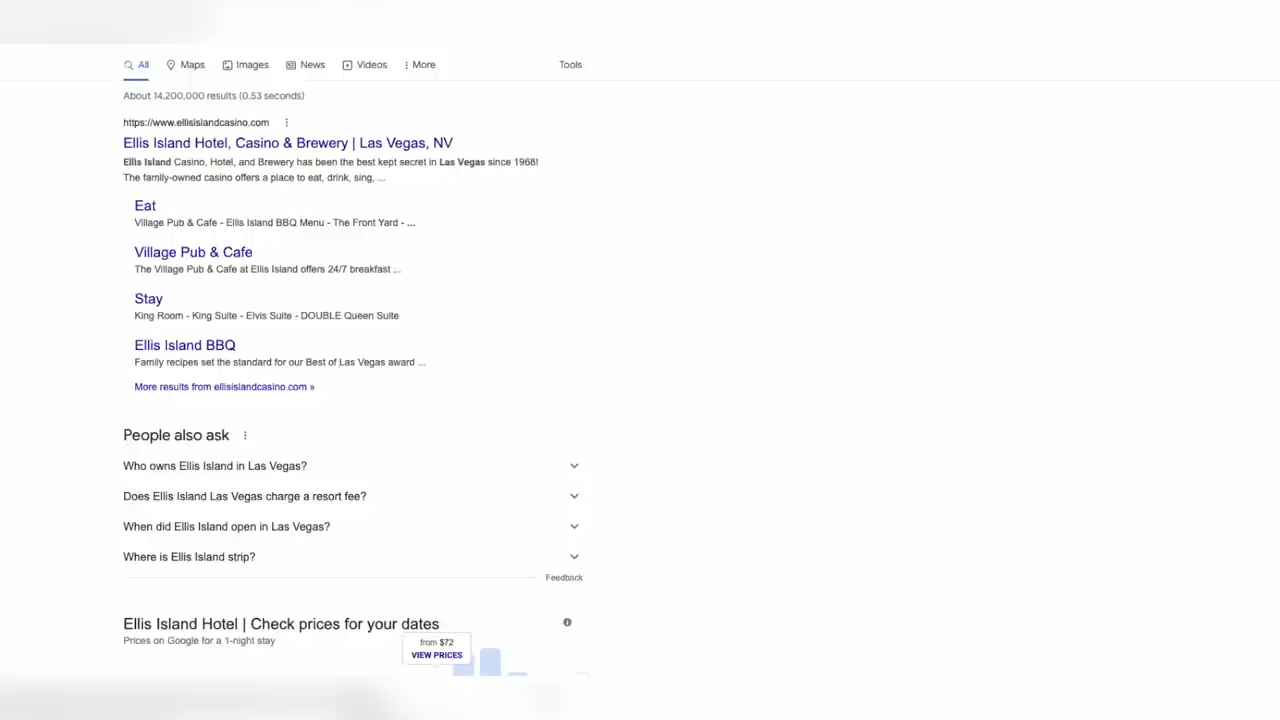 All Maps Images News Videos More Tools
About 14,200,000 results (0.53 seconds)
https://www.ellisislandcasino.com
Ellis Island Hotel, Casino & Brewery | Las Vegas, NV
Ellis Island Casino, Hotel, and Brewery has been the best kept secret in Las Vegas since 1968!
The family-owned casino offers a place to eat, drink, sing, ...
Eat
Village Pub & Cafe - Ellis Island BBQ Menu - The Front Yard - ...
Village Pub & Cafe
The Village Pub & Cafe at Ellis Island offers 24/7 breakfast ...
Stay
King Room - King Suite - Elvis Suite - DOUBLE Queen Suite
Ellis Island BBQ
Family recipes set the standard for our Best of Las Vegas award ...
More results from ellisislandcasino.com »
People also ask
Who owns Ellis Island in Las Vegas?
Does Ellis Island Las Vegas charge a resort fee?
When did Ellis Island open in Las Vegas?
Where is Ellis Island strip?
Feedback
Ellis Island Hotel | Check prices for your dates
Prices on Google for a 1-night stay
from $72
VIEW PRICES